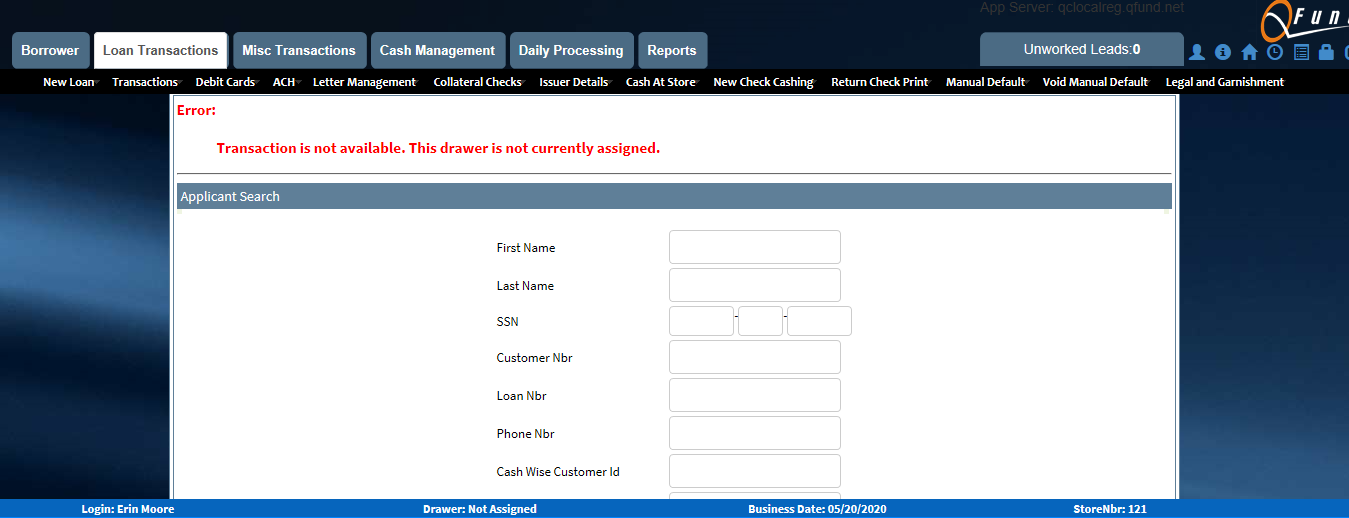 App Server: qclocalreg.qfund.net
QFun
Borrower Loan Transactions Misc Transactions Cash Management Daily Processing Reports Unworked Leads:0
New Loan Transactions Debit Cards ACH Letter Management Collateral Checks Issuer Details Cash At Store New Check Cashing Return Check Print Manual Default Void Manual Default Legal and Garnishment
Error:
Transaction is not available. This drawer is not currently assigned.
Applicant Search
First Name
Last Name
SSN - -
Customer Nbr
Loan Nbr
Phone Nbr
Cash Wise Customer Id
Login: Erin Moore Drawer: Not Assigned Business Date: 05/20/2020 StoreNbr: 121